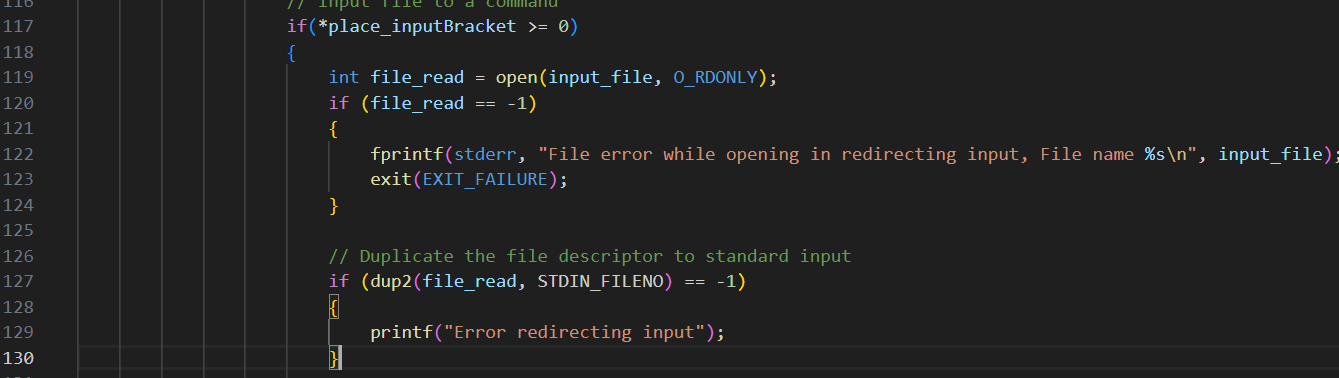 116 // input file to a command
117 if(*place_inputBracket >= 0)
118 {
119 int file_read = open(input_file, O_RDONLY);
120 if (file_read == -1)
121 {
122 fprintf(stderr, "File error while opening in redirecting input, File name %s\n", input_file);
123 exit(EXIT_FAILURE);
124 }
125
126 // Duplicate the file descriptor to standard input
127 if (dup2(file_read, STDIN_FILENO) == -1)
128 {
129 printf("Error redirecting input");
130 }